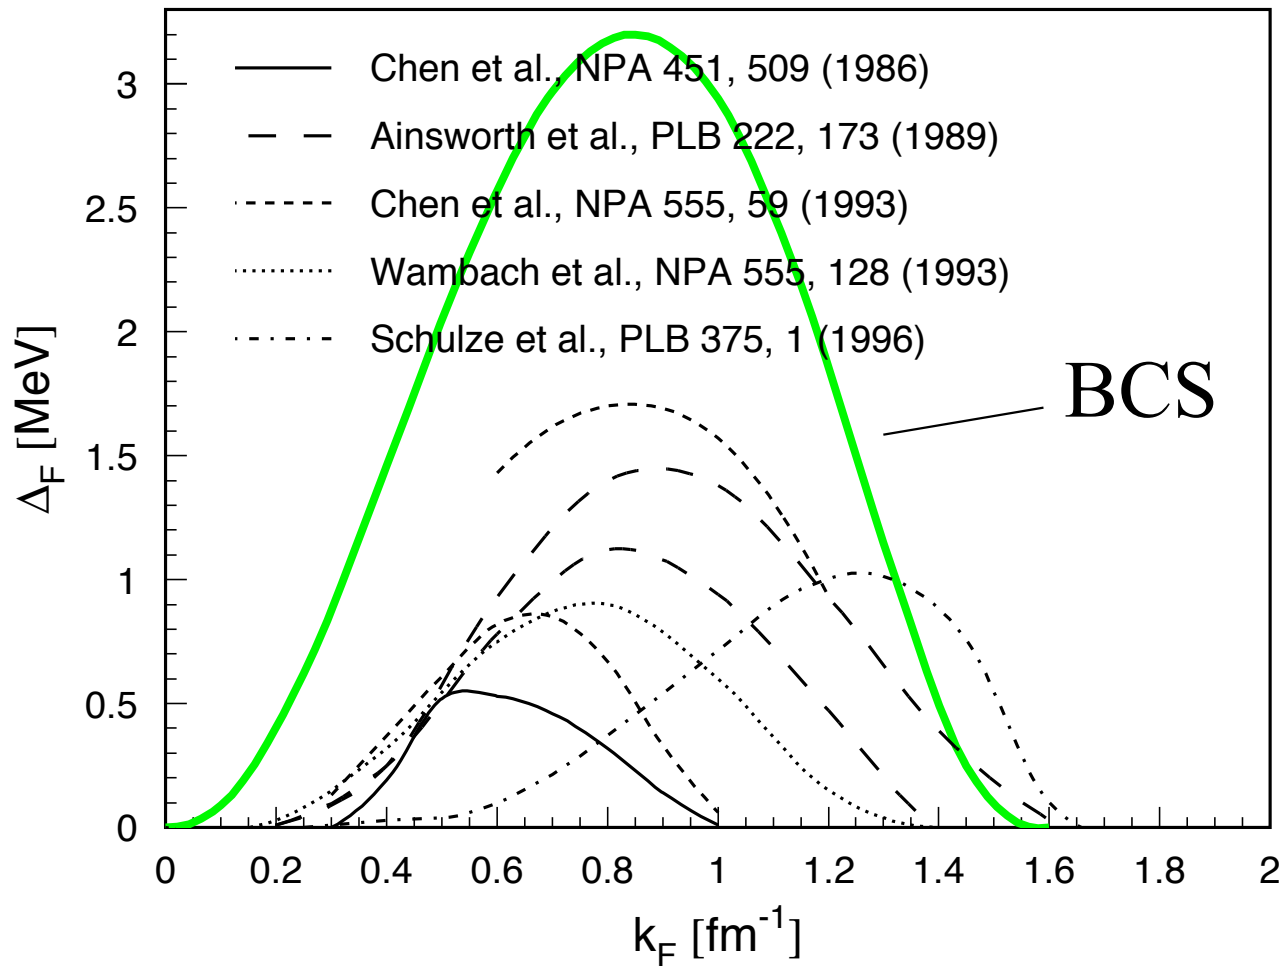 Chen et al., NPA 451, 509 (1986)
Ainsworth et al., PLB 222, 173 (1989)
Chen et al., NPA 555, 59 (1993)
Wambach et al., NPA 555, 128 (1993)
Schulze et al., PLB 375, 1 (1996)
BCS
Δ_F [MeV]
3
2.5
2
1.5
1
0.5
0
0 0.2 0.4 0.6 0.8 1 1.2 1.4 1.6 1.8 2
k_F [fm⁻¹]